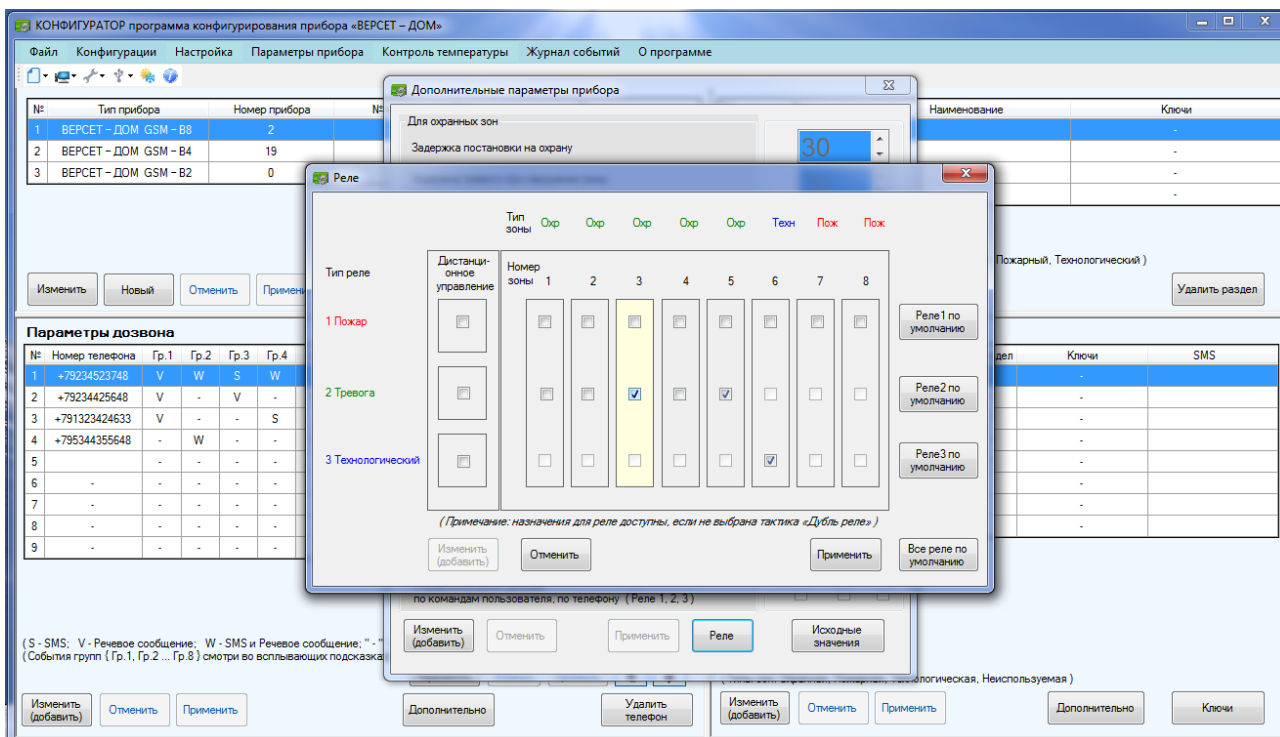 КОНФИГУРАТОР программа конфигурирования прибора «ВЕРСЕТ – ДОМ»
Файл Конфигурации Настройка Параметры прибора Контроль температуры Журнал событий О программе
Дополнительные параметры прибора
№ Тип прибора Номер прибора № Наименование Ключи
1 ВЕРСЕТ – ДОМ GSM – В8 2 -
2 ВЕРСЕТ – ДОМ GSM – В4 19 -
3 ВЕРСЕТ – ДОМ GSM – В2 0 -
-
Для охранных зон
Задержка постановки на охрану 30
Реле
Тип зоны Охр Охр Охр Охр Охр Техн Пож Пож
Тип реле
Дистанци-
онное
управление
Номер
зоны 1 2 3 4 5 6 7 8
1 Пожар
Реле1 по
умолчанию
2 Тревога
Реле2 по
умолчанию
3 Технологический
Реле3 по
умолчанию
( Примечание: назначения для реле доступны, если не выбрана тактика «Дубль реле» )
Изменить
(добавить)
Отменить
Применить
Все реле по
умолчанию
Пожарный, Технологический )
Изменить Новый Отменить Примени
Удалить раздел
Параметры дозвона
№ Номер телефона Гр.1 Гр.2 Гр.3 Гр.4 дел Ключи SMS
1 +79234523748 V W S W -
2 +79234425648 V - V - -
3 +791323424633 V - - S -
4 +795344355648 - W - - -
5 - - - - -
6 - - - - - -
7 - - - - - -
8 - - - - - -
9 - - - - -
по командам пользователя, по телефону ( Реле 1, 2, 3 )
Изменить
(добавить)
Отменить
Применить
Реле
Исходные
значения
( S - SMS; V - Речевое сообщение; W - SMS и Речевое сообщение; " - "
( События групп { Гр.1, Гр.2 ... Гр.8 } смотри во всплывающих подсказка
Неиспользуемая )
Изменить
(добавить)
Отменить
Применить
Дополнительно
Удалить
телефон
Изменить
(добавить)
Отменить
Применить
Дополнительно
Ключи